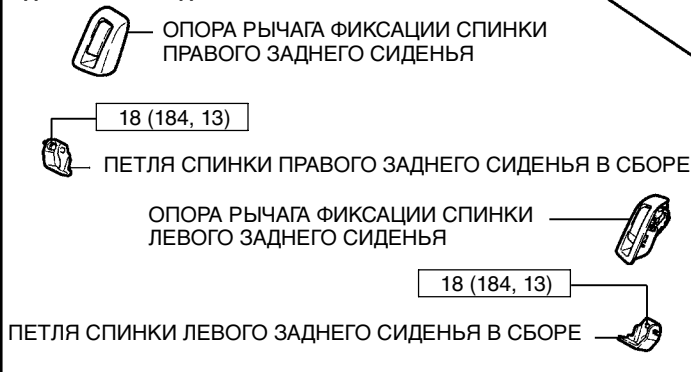 ОПОРА РЫЧАГА ФИКСАЦИИ СПИНКИ
ПРАВОГО ЗАДНЕГО СИДЕНЬЯ
18 (184, 13)
ПЕТЛЯ СПИНКИ ПРАВОГО ЗАДНЕГО СИДЕНЬЯ В СБОРЕ
ОПОРА РЫЧАГА ФИКСАЦИИ СПИНКИ
ЛЕВОГО ЗАДНЕГО СИДЕНЬЯ
18 (184, 13)
ПЕТЛЯ СПИНКИ ЛЕВОГО ЗАДНЕГО СИДЕНЬЯ В СБОРЕ